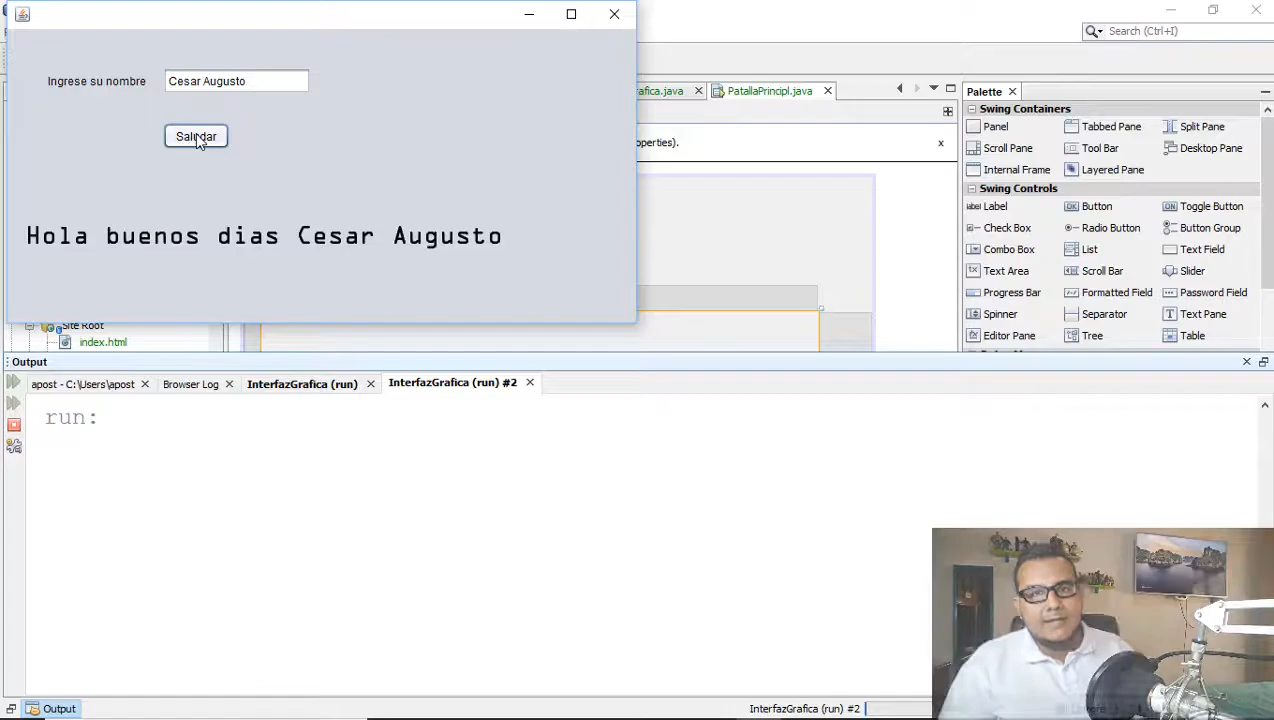 Search (Ctrl+I)
Ingrese su nombre
Cesar Augusto
Saludar
Hola buenos dias Cesar Augusto
afica.java
PatallaPrincipl.java
operties).
x
Palette
Swing Containers
Panel
Tabbed Pane
Split Pane
Scroll Pane
Tool Bar
Desktop Pane
Internal Frame
Layered Pane
Swing Controls
label Label
OK Button
ON Toggle Button
Check Box
Radio Button
Button Group
Combo Box
List
Text Field
Text Area
Scroll Bar
Slider
Progress Bar
Formatted Field
Password Field
Spinner
Separator
T Text Pane
Editor Pane
Tree
Table
Site Root
index.html
Output
apost - C:\Users\apost
Browser Log
InterfazGrafica (run)
InterfazGrafica (run) #2
run:
Output
InterfazGrafica (run) #2